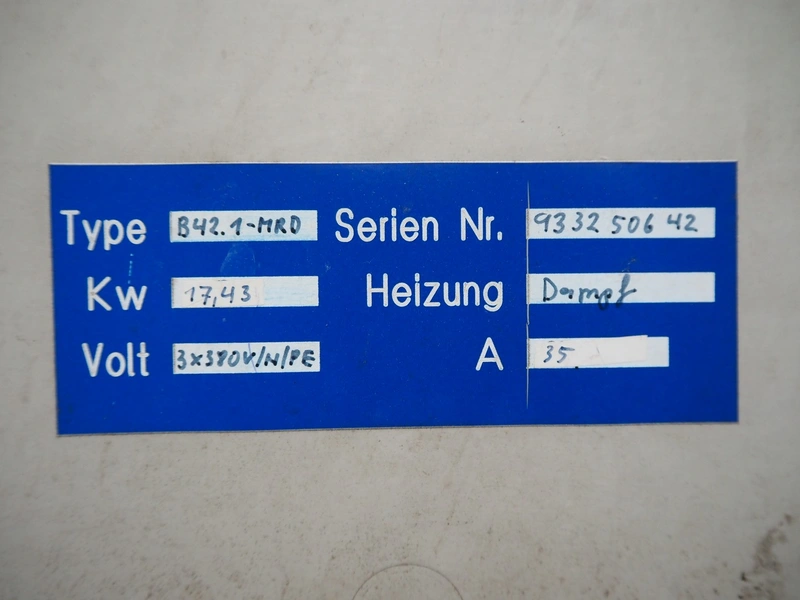 Type B42.1-MRD Serien Nr. 9332 506 42
Kw 17,43 Heizung Dampf
Volt 3x380V/N/PE A 35